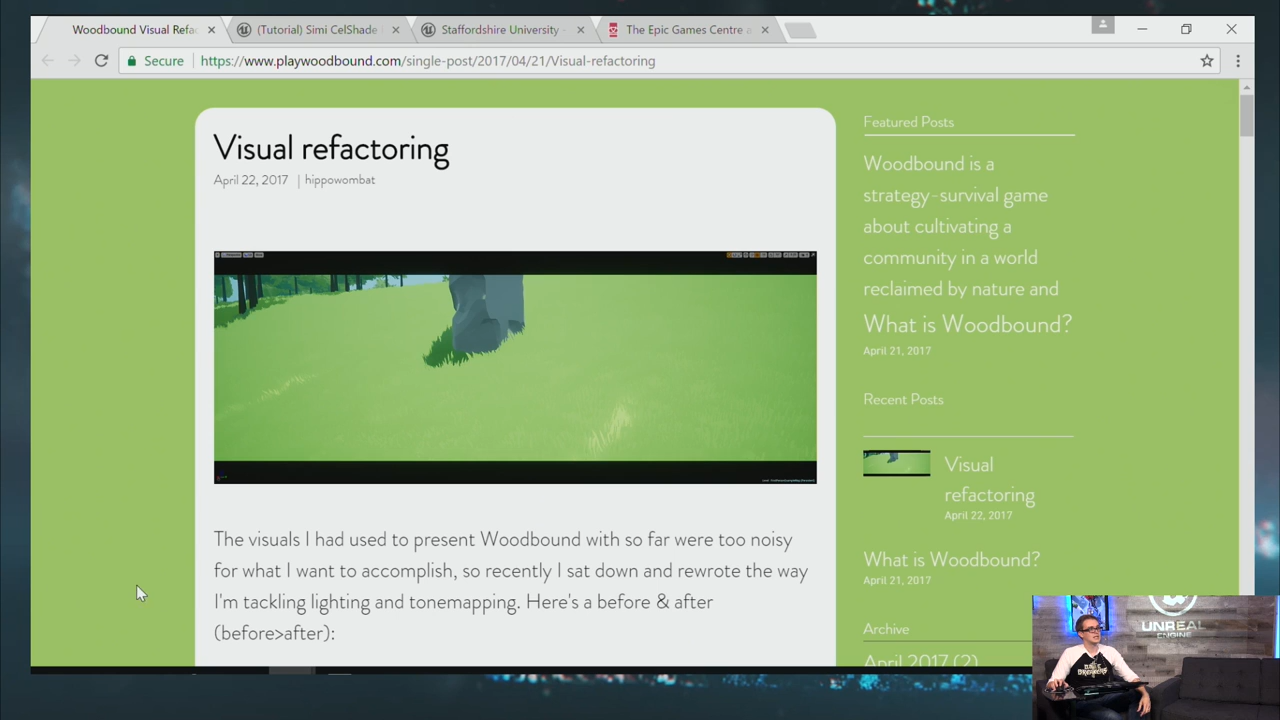 Woodbound Visual Refac
(Tutorial) Simi CelShade
Staffordshire University -
The Epic Games Centre a
Secure
https://www.playwoodbound.com/single-post/2017/04/21/Visual-refactoring
Visual refactoring
April 22, 2017 | hippowombat
The visuals I had used to present Woodbound with so far were too noisy
for what I want to accomplish, so recently I sat down and rewrote the way
I'm tackling lighting and tonemapping. Here's a before & after
(before>after):
Featured Posts
Woodbound is a
strategy-survival game
about cultivating a
community in a world
reclaimed by nature and
What is Woodbound?
April 21, 2017
Recent Posts
Visual
refactoring
April 22, 2017
What is Woodbound?
April 21, 2017
Archive
April 2017 (2)
UNREAL
ENGINE